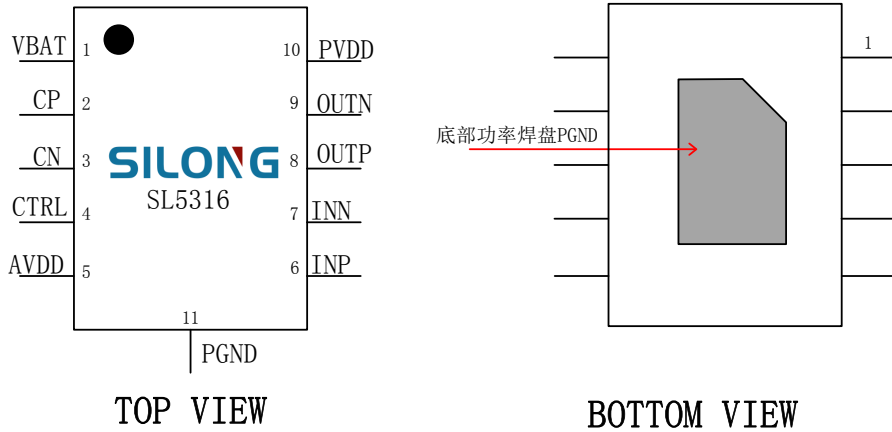 VBAT 1 10 PVDD
CP 2 9 OUTN
CN 3 8 OUTP
CTRL 4 7 INN
AVDD 5 6 INP
SILONG
SL5316
11
PGND
TOP VIEW
1
底部功率焊盘PGND
BOTTOM VIEW